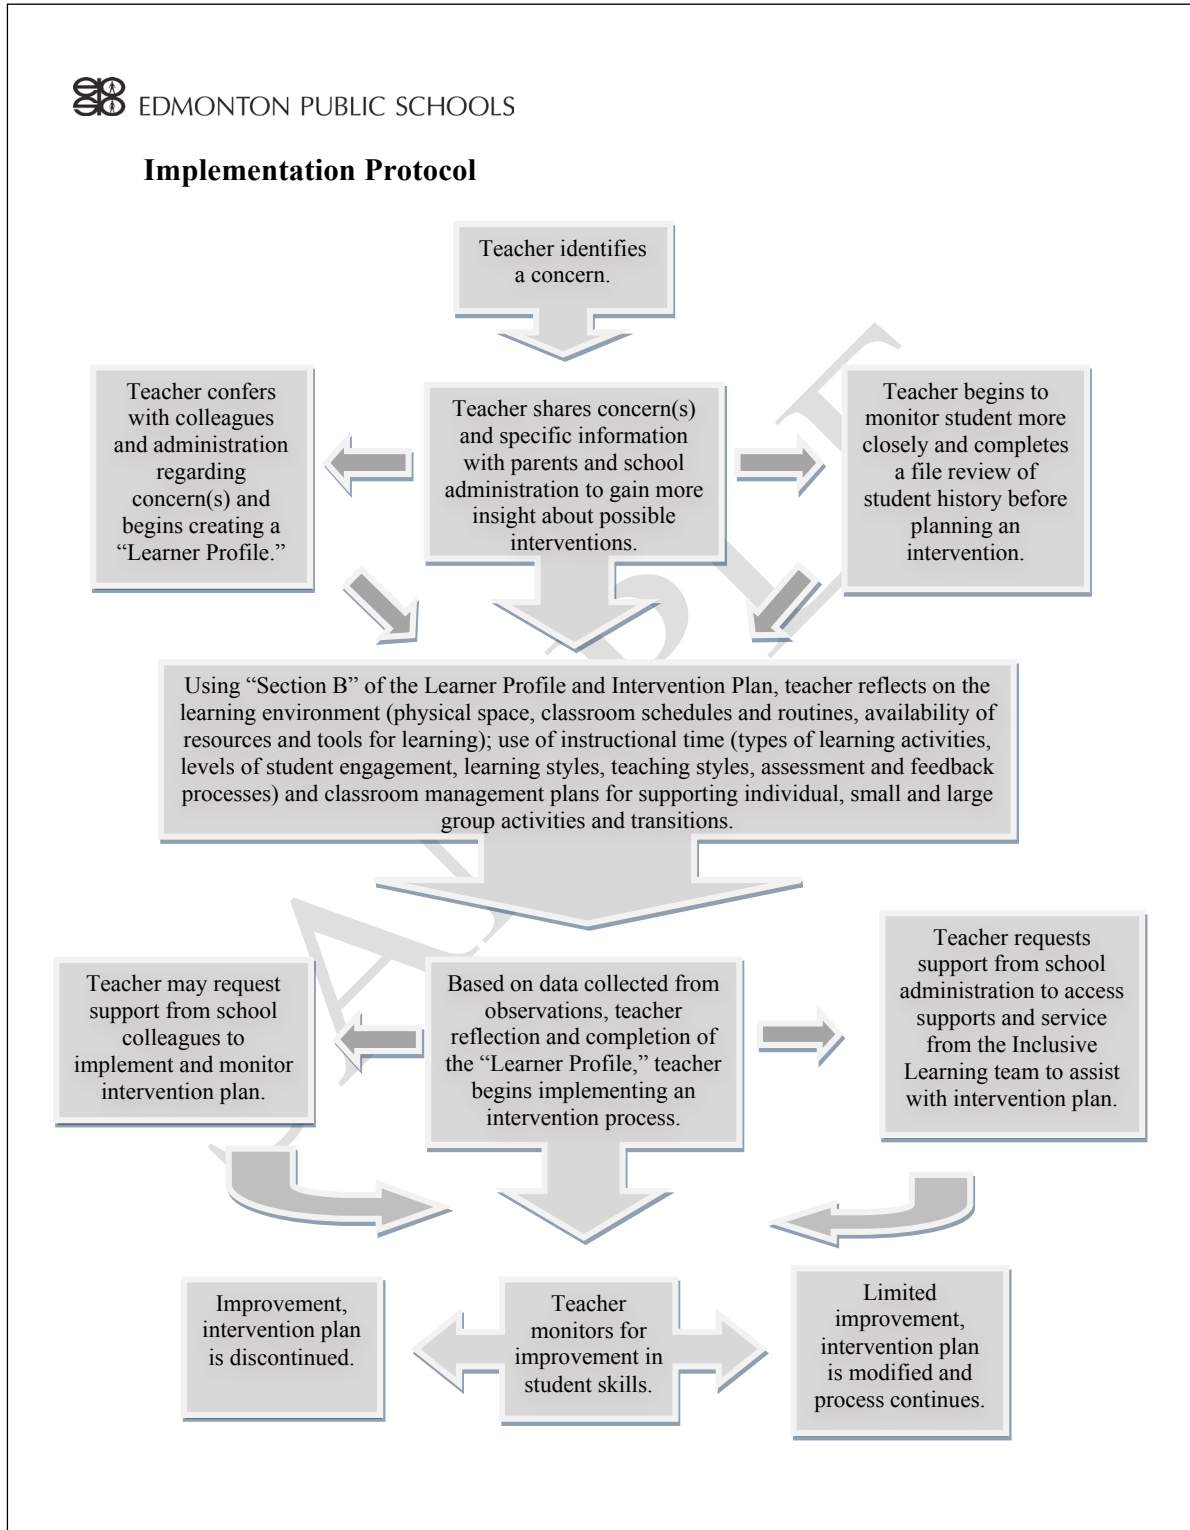 EDMONTON PUBLIC SCHOOLS
Implementation Protocol
Teacher identifies
a concern.
Teacher confers
with colleagues
and administration
regarding
concern(s) and
begins creating a
“Learner Profile.”
Teacher shares concern(s)
and specific information
with parents and school
administration to gain more
insight about possible
interventions.
Teacher begins to
monitor student more
closely and completes
a file review of
student history before
planning an
intervention.
Using “Section B” of the Learner Profile and Intervention Plan, teacher reflects on the
learning environment (physical space, classroom schedules and routines, availability of
resources and tools for learning); use of instructional time (types of learning activities,
levels of student engagement, learning styles, teaching styles, assessment and feedback
processes) and classroom management plans for supporting individual, small and large
group activities and transitions.
Teacher may request
support from school
colleagues to
implement and monitor
intervention plan.
Based on data collected from
observations, teacher
reflection and completion of
the “Learner Profile,” teacher
begins implementing an
intervention process.
Teacher requests
support from school
administration to access
supports and service
from the Inclusive
Learning team to assist
with intervention plan.
Improvement,
intervention plan
is discontinued.
Teacher
monitors for
improvement in
student skills.
Limited
improvement,
intervention plan
is modified and
process continues.